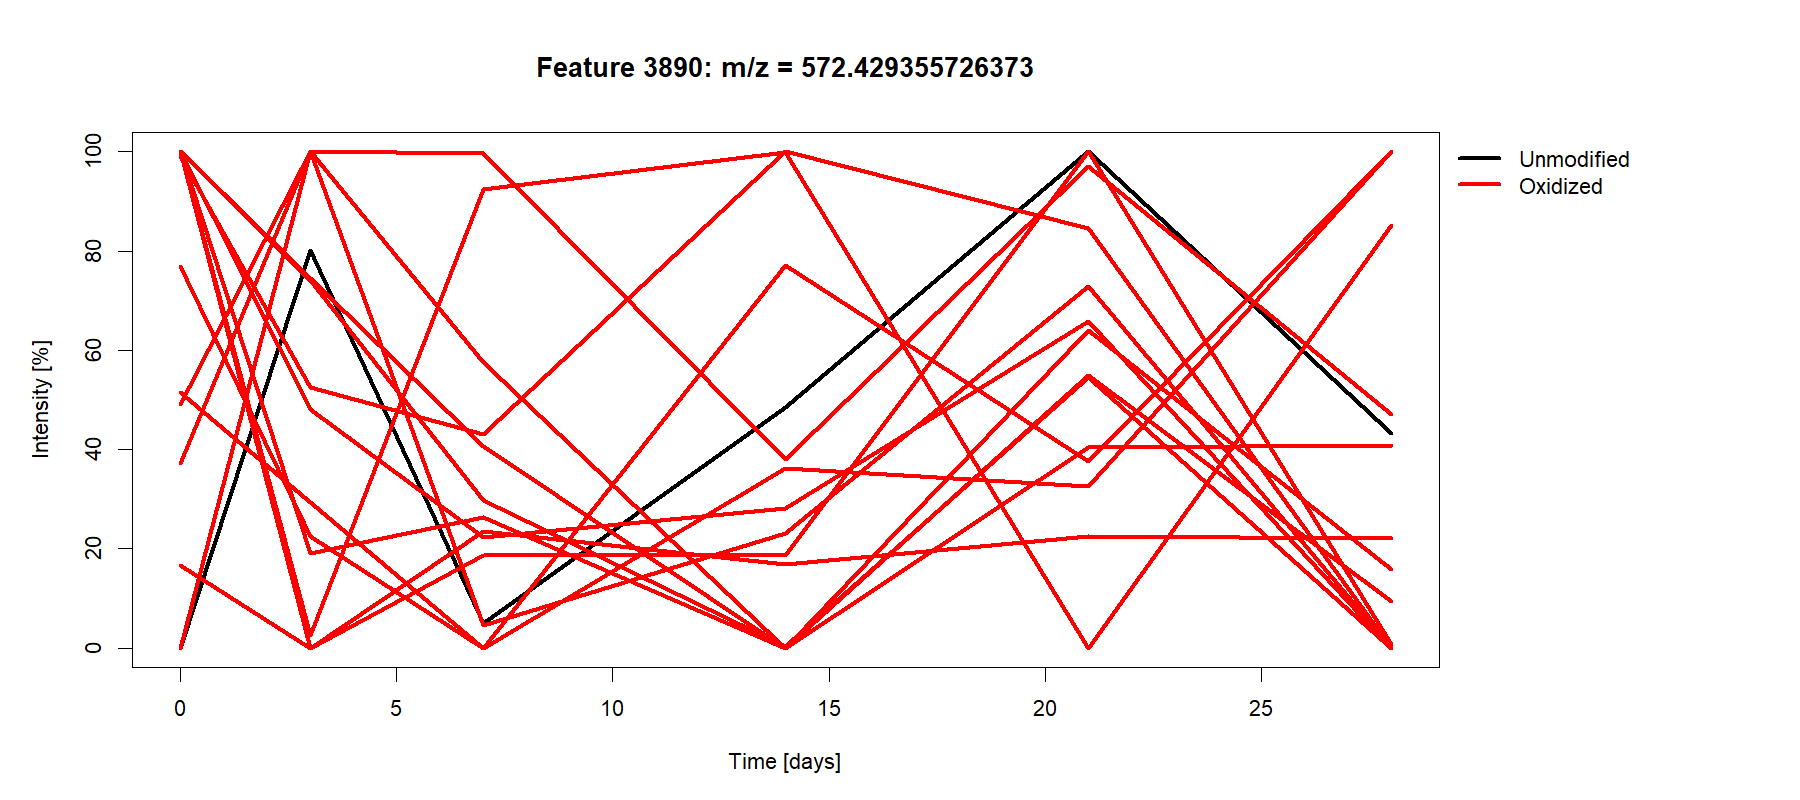 Feature 3890: m/z = 572.429355726373
Unmodified
Oxidized
Intensity [%]
100
80
60
40
20
0
0 5 10 15 20 25
Time [days]